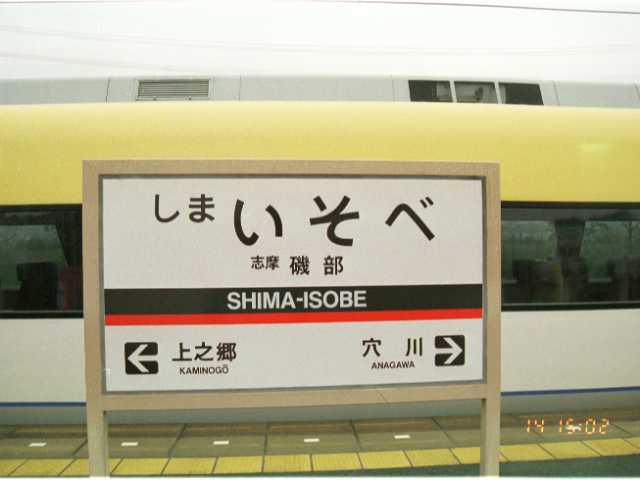 しま いそべ
志摩 磯部
SHIMA-ISOBE
上之郷
KAMINOGŌ
穴川
ANAGAWA
14 15:02